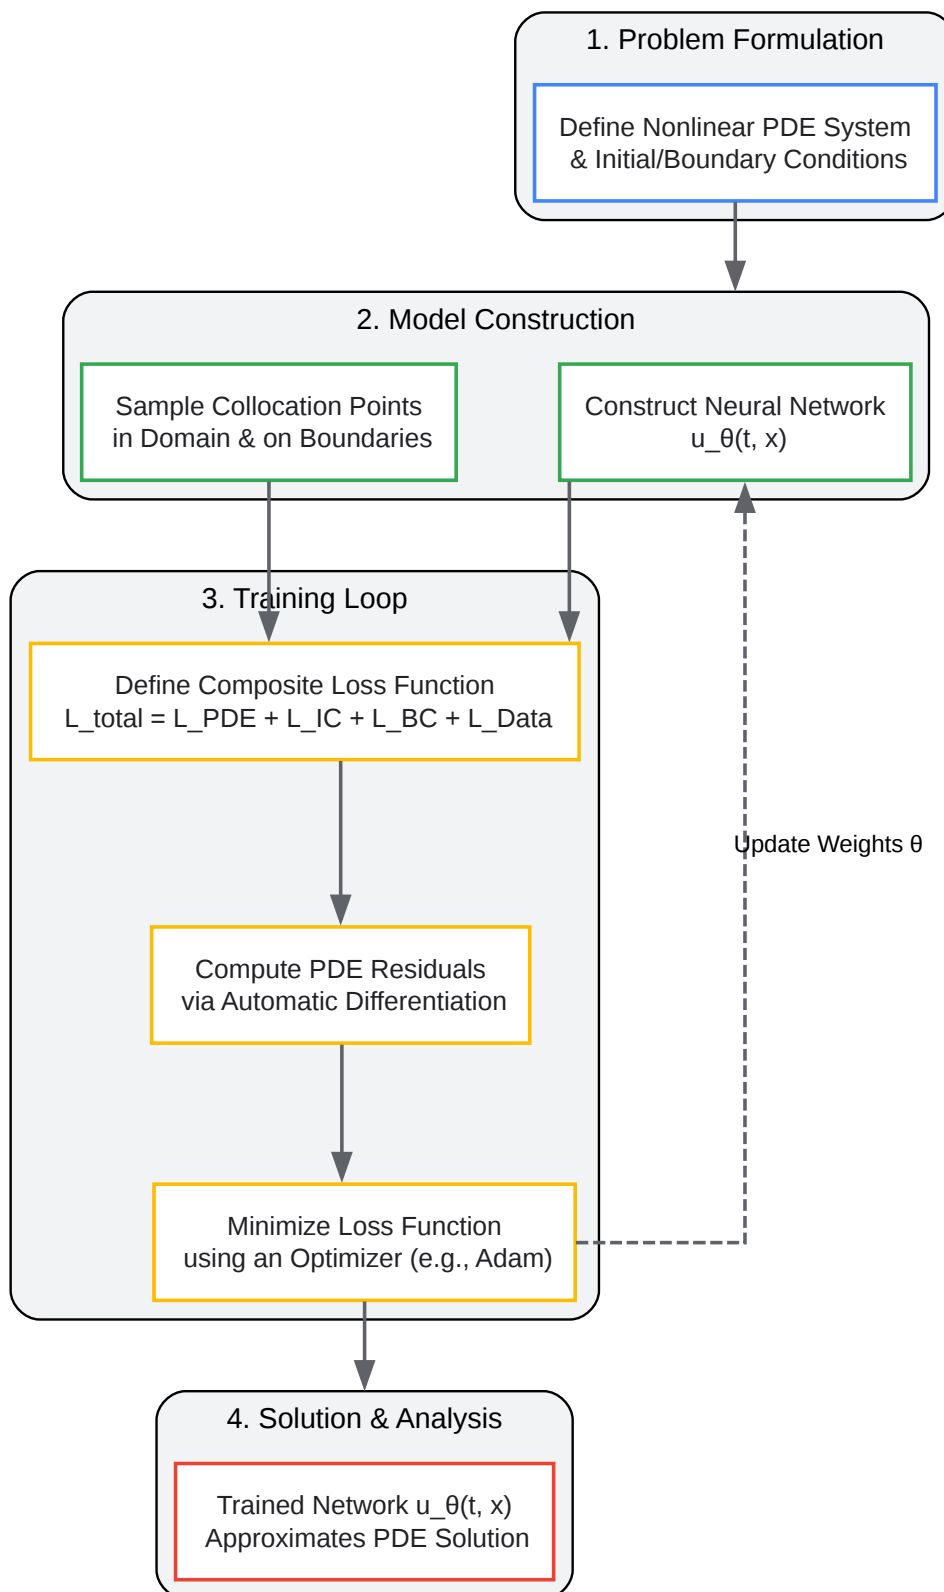 1. Problem Formulation
Define Nonlinear PDE System
& Initial/Boundary Conditions
2. Model Construction
Sample Collocation Points
in Domain & on Boundaries
Construct Neural Network
u_θ(t, x)
3. Training Loop
Define Composite Loss Function
L_total = L_PDE + L_IC + L_BC + L_Data
Update Weights θ
Compute PDE Residuals
via Automatic Differentiation
Minimize Loss Function
using an Optimizer (e.g., Adam)
4. Solution & Analysis
Trained Network u_θ(t, x)
Approximates PDE Solution